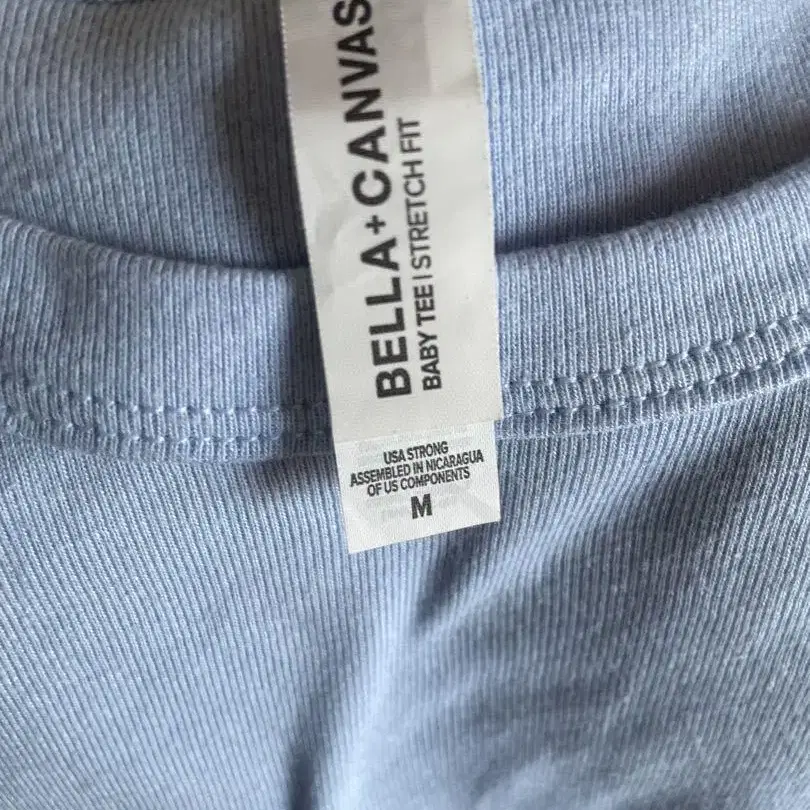 BELLA+CANVAS
BABY TEE | STRETCH FIT
USA STRONG
ASSEMBLED IN NICARAGUA
OF US COMPONENTS
M